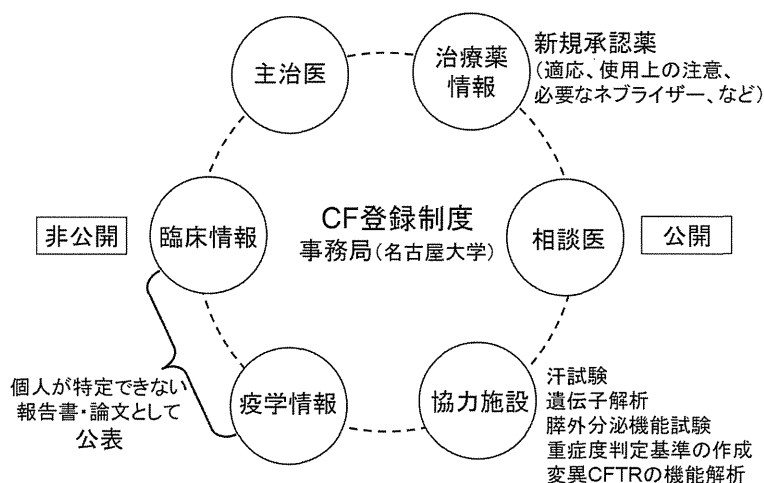 主治医
治療薬
情報
新規承認薬
(適応、使用上の注意、
必要なネブライザー、など)
非公開
臨床情報
CF登録制度
事務局(名古屋大学)
相談医
公開
個人が特定できない
報告書・論文として
公表
疫学情報
協力施設
汗試験
遺伝子解析
膵外分泌機能試験
重症度判定基準の作成
変異CFTRの機能解析